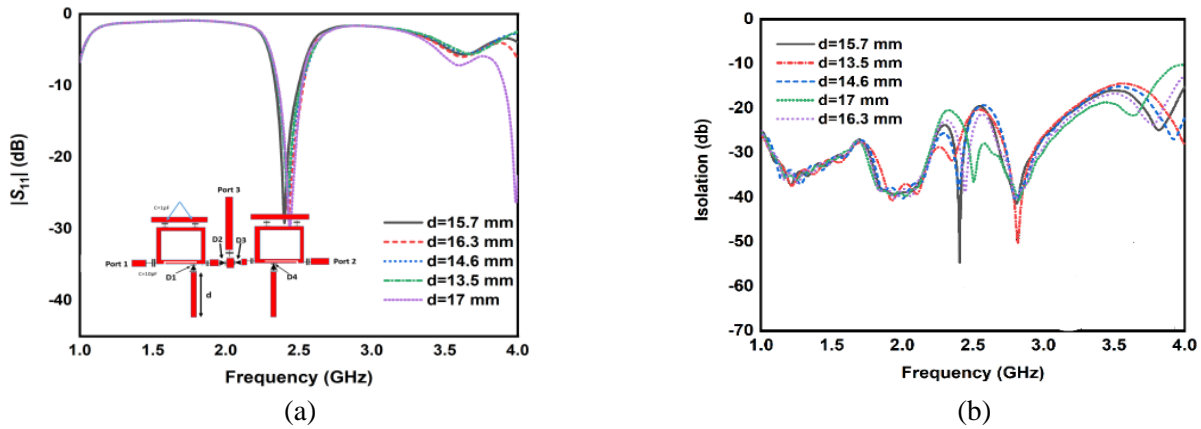 |S11| (dB)
0
-10
-20
-30
-40
1.0 1.5 2.0 2.5 3.0 3.5 4.0
Frequency (GHz)
Port 3
C=1pF
D2 D3
Port 1
Port 2
C=10pF
D1
D4
d
d=15.7 mm
d=16.3 mm
d=14.6 mm
d=13.5 mm
d=17 mm
(a)
Isolation (db)
0
-10
-20
-30
-40
-50
-60
-70
d=15.7 mm
d=13.5 mm
d=14.6 mm
d=17 mm
d=16.3 mm
1.0 1.5 2.0 2.5 3.0 3.5 4.0
Frequency (GHz)
(b)